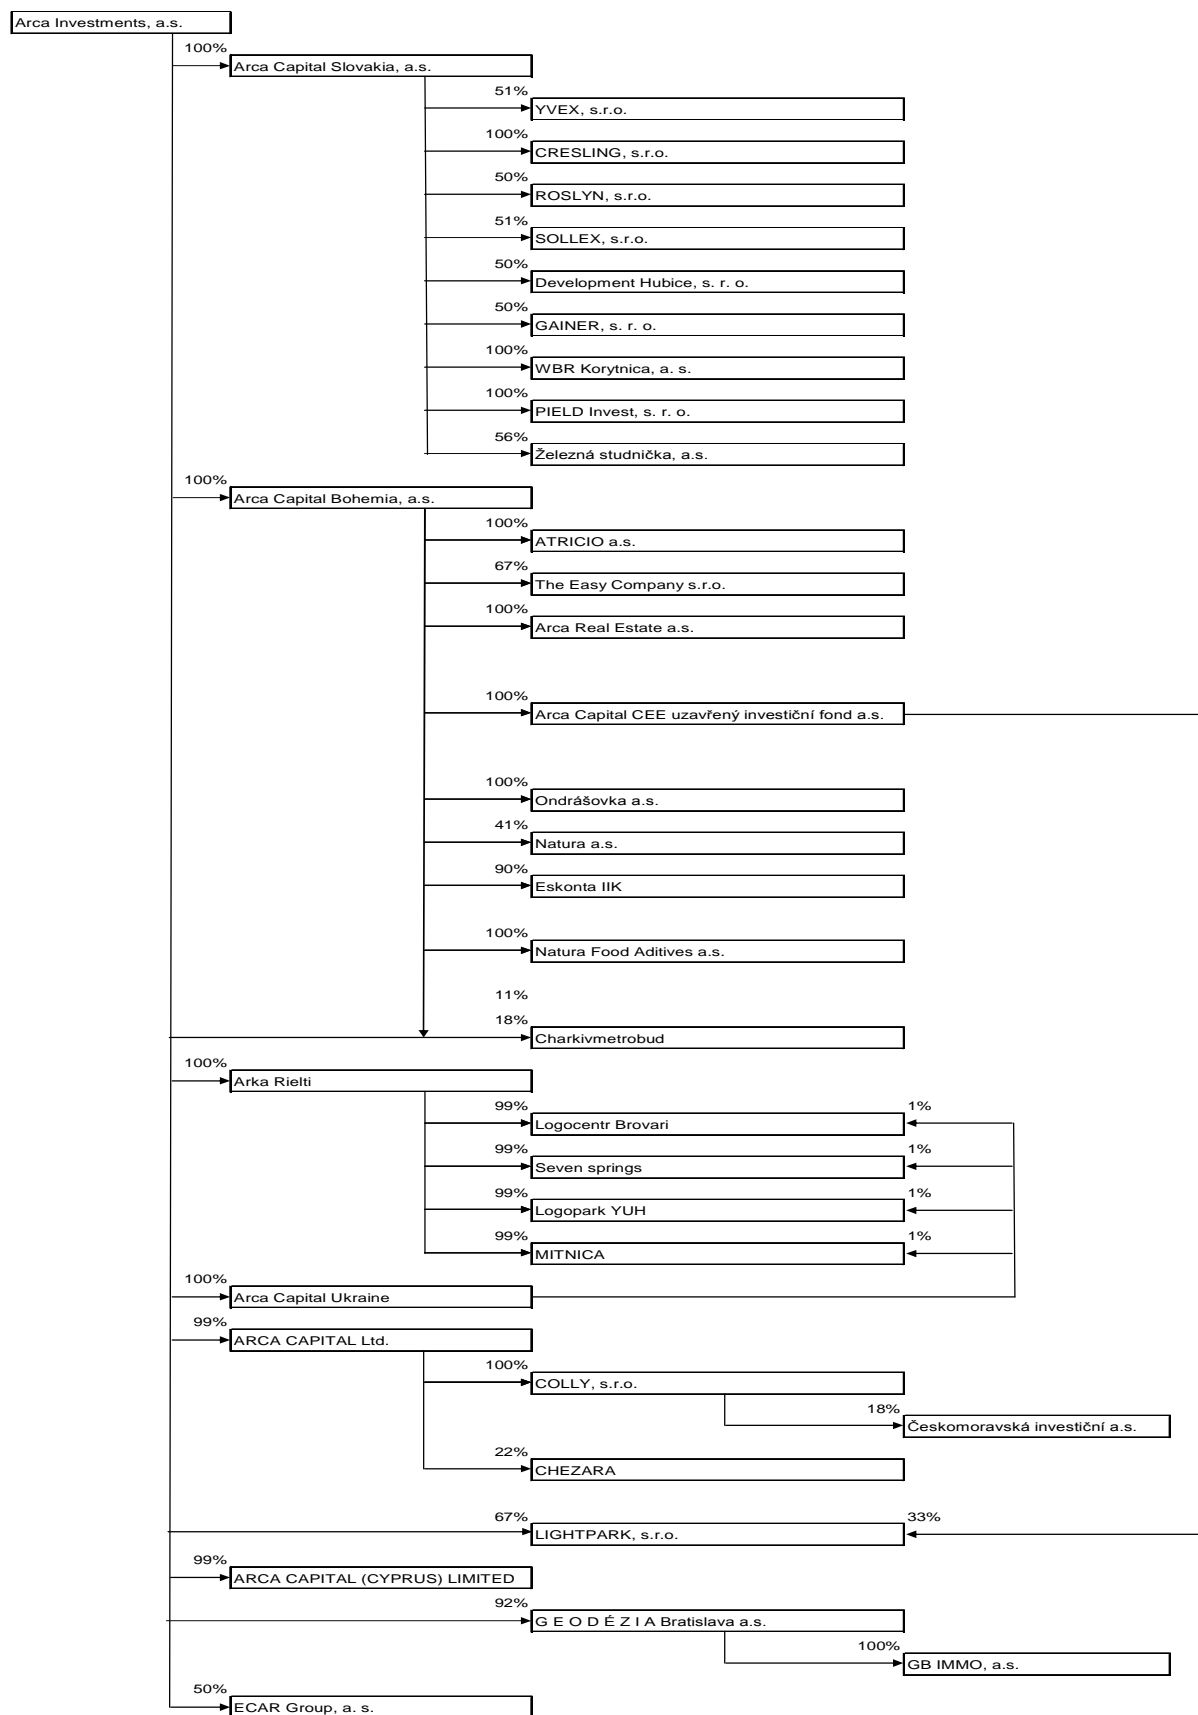 Arca Investments, a.s.
100%
Arca Capital Slovakia, a.s.
51%
YVEX, s.r.o.
100%
CRESLING, s.r.o.
50%
ROSLYN, s.r.o.
51%
SOLLEX, s.r.o.
50%
Development Hubice, s. r. o.
50%
GAINER, s. r. o.
100%
WBR Korytnica, a. s.
100%
PIELD Invest, s. r. o.
56%
Železná studnička, a.s.
100%
Arca Capital Bohemia, a.s.
100%
ATRICIO a.s.
67%
The Easy Company s.r.o.
100%
Arca Real Estate a.s.
100%
Arca Capital CEE uzavřený investiční fond a.s.
100%
Ondrášovka a.s.
41%
Natura a.s.
90%
Eskonta IIK
100%
Natura Food Aditives a.s.
11%
18%
Charkivmetrobud
100%
Arka Rielti
99% 1%
Logocentr Brovari
99% 1%
Seven springs
99% 1%
Logopark YUH
99% 1%
MITNICA
100%
Arca Capital Ukraine
99%
ARCA CAPITAL Ltd.
100%
COLLY, s.r.o.
18%
Českomoravská investiční a.s.
22%
CHEZARA
67% 33%
LIGHTPARK, s.r.o.
99%
ARCA CAPITAL (CYPRUS) LIMITED
92%
G E O D É Z I A Bratislava a.s.
100%
GB IMMO, a.s.
50%
ECAR Group, a. s.